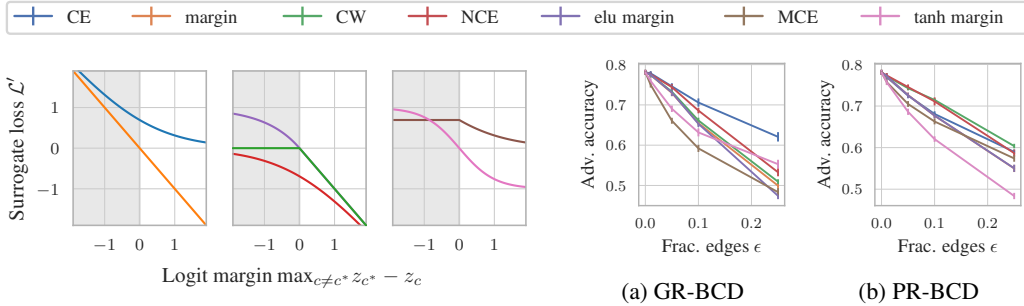 CE margin CW NCE elu margin MCE tanh margin
Surrogate loss ℒ′
1
0
−1
−1 0 1
−1 0 1
−1 0 1
Logit margin max_{c≠c*} z_{c*} − z_c
Adv. accuracy
0.8
0.7
0.6
0.5
0.0 0.1 0.2
Frac. edges ϵ
(a) GR-BCD
Adv. accuracy
0.8
0.7
0.6
0.5
0.0 0.1 0.2
Frac. edges ϵ
(b) PR-BCD